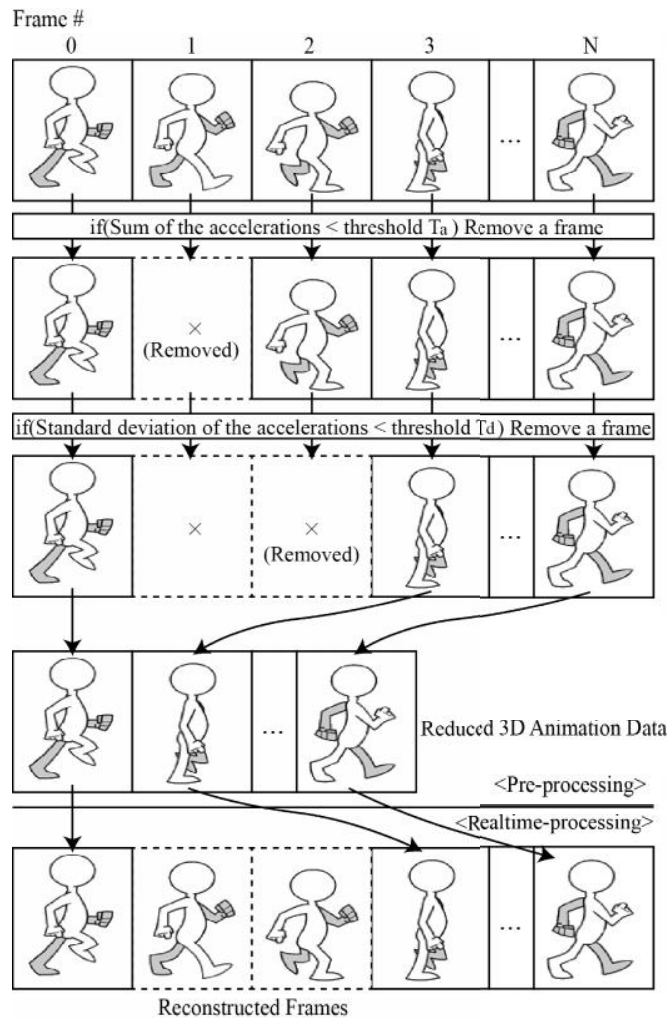 Frame #
0 1 2 3 N
...
if(Sum of the accelerations < threshold Ta ) Remove a frame
×
(Removed)
...
if(Standard deviation of the accelerations < threshold Td ) Remove a frame
× ×
(Removed)
...
... Reduced 3D Animation Data
<Pre-processing>
<Realtime-processing>
...
Reconstructed Frames